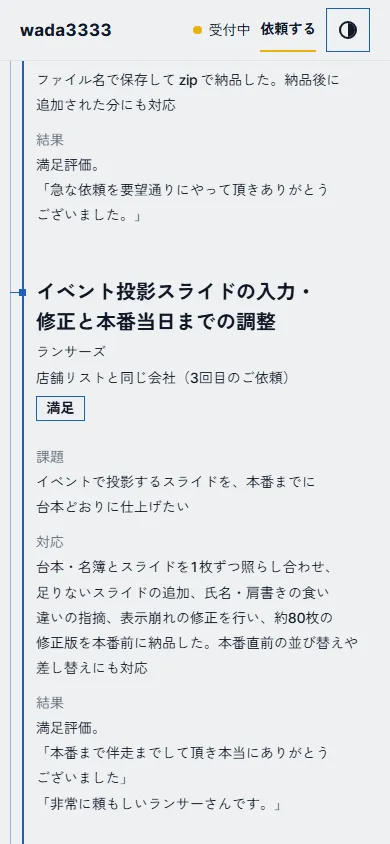 wada3333
受付中
依頼する
ファイル名で保存して zip で納品した。納品後に
追加された分にも対応
結果
満足評価。
「急な依頼を要望通りにやって頂きありがとう
ございました。」
イベント投影スライドの入力・
修正と本番当日までの調整
ランサーズ
店舗リストと同じ会社（3回目のご依頼）
満足
課題
イベントで投影するスライドを、本番までに
台本どおりに仕上げたい
対応
台本・名簿とスライドを1枚ずつ照らし合わせ、
足りないスライドの追加、氏名・肩書きの食い
違いの指摘、表示崩れの修正を行い、約80枚の
修正版を本番前に納品した。本番直前の並び替えや
差し替えにも対応
結果
満足評価。
「本番まで伴走までして頂き本当にありがとう
ございました」
「非常に頼もしいランサーさんです。」